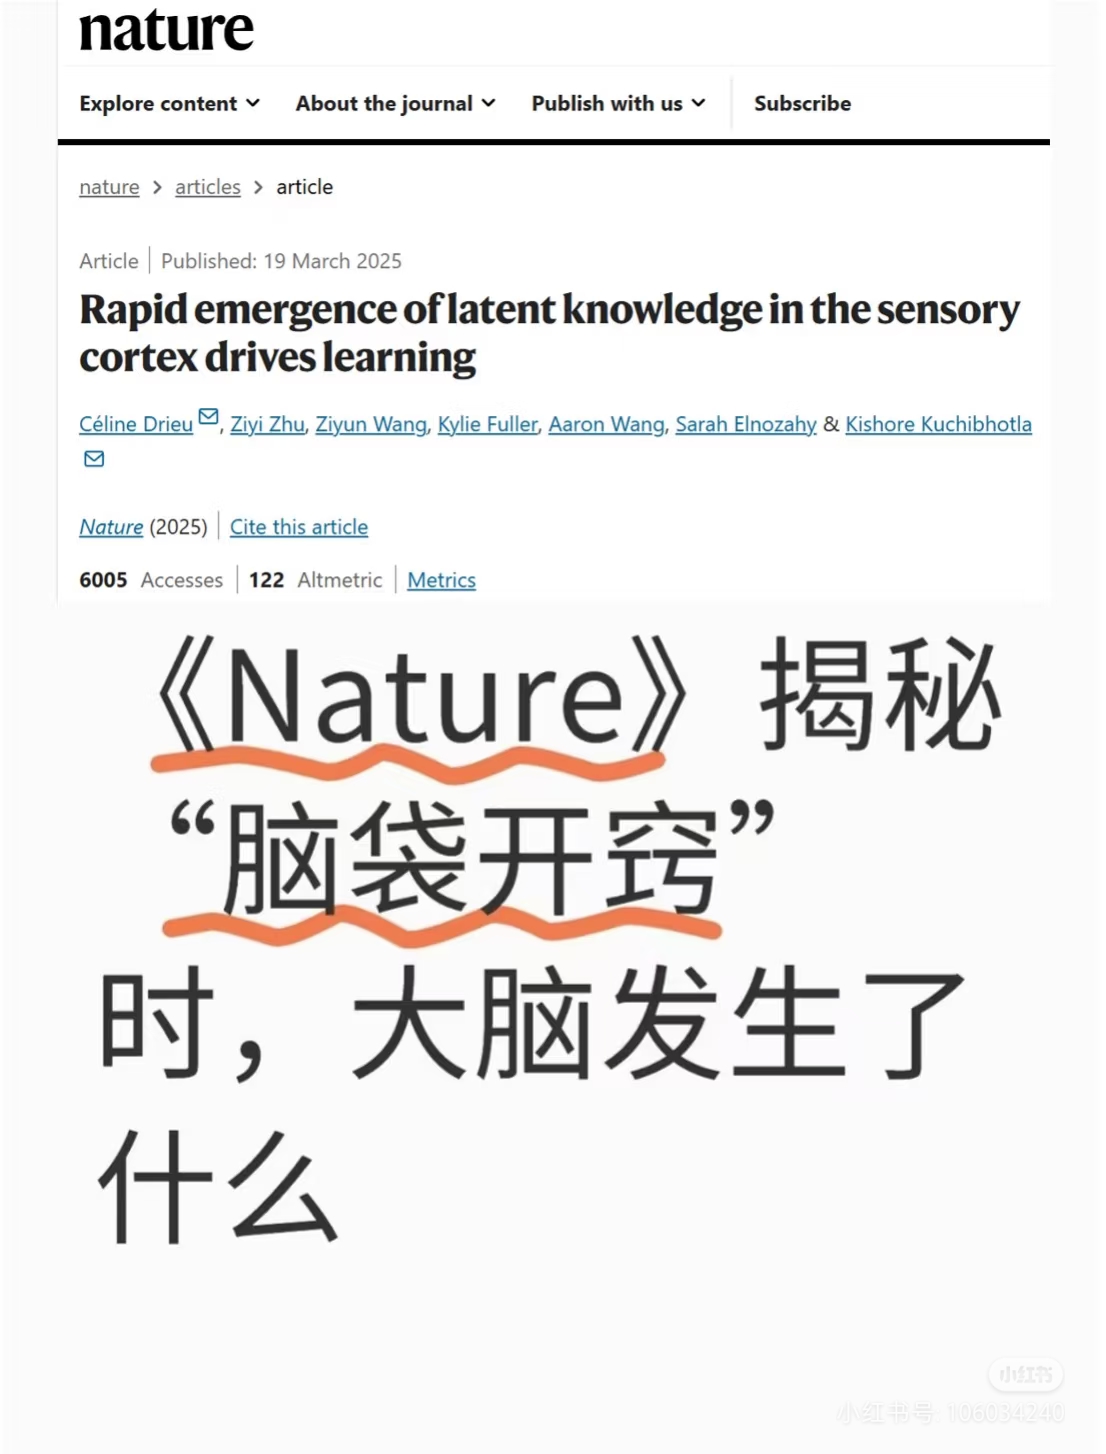 nature
Explore content About the journal Publish with us Subscribe
nature > articles > article
Article | Published: 19 March 2025
Rapid emergence of latent knowledge in the sensory
cortex drives learning
Céline Drieu, Ziyi Zhu, Ziyun Wang, Kylie Fuller, Aaron Wang, Sarah Elnozahy & Kishore Kuchibhotla
Nature (2025) | Cite this article
6005 Accesses | 122 Altmetric | Metrics
《Nature》揭秘
“脑袋开窍”
时，大脑发生了
什么
小红书
小红书号: 106034240